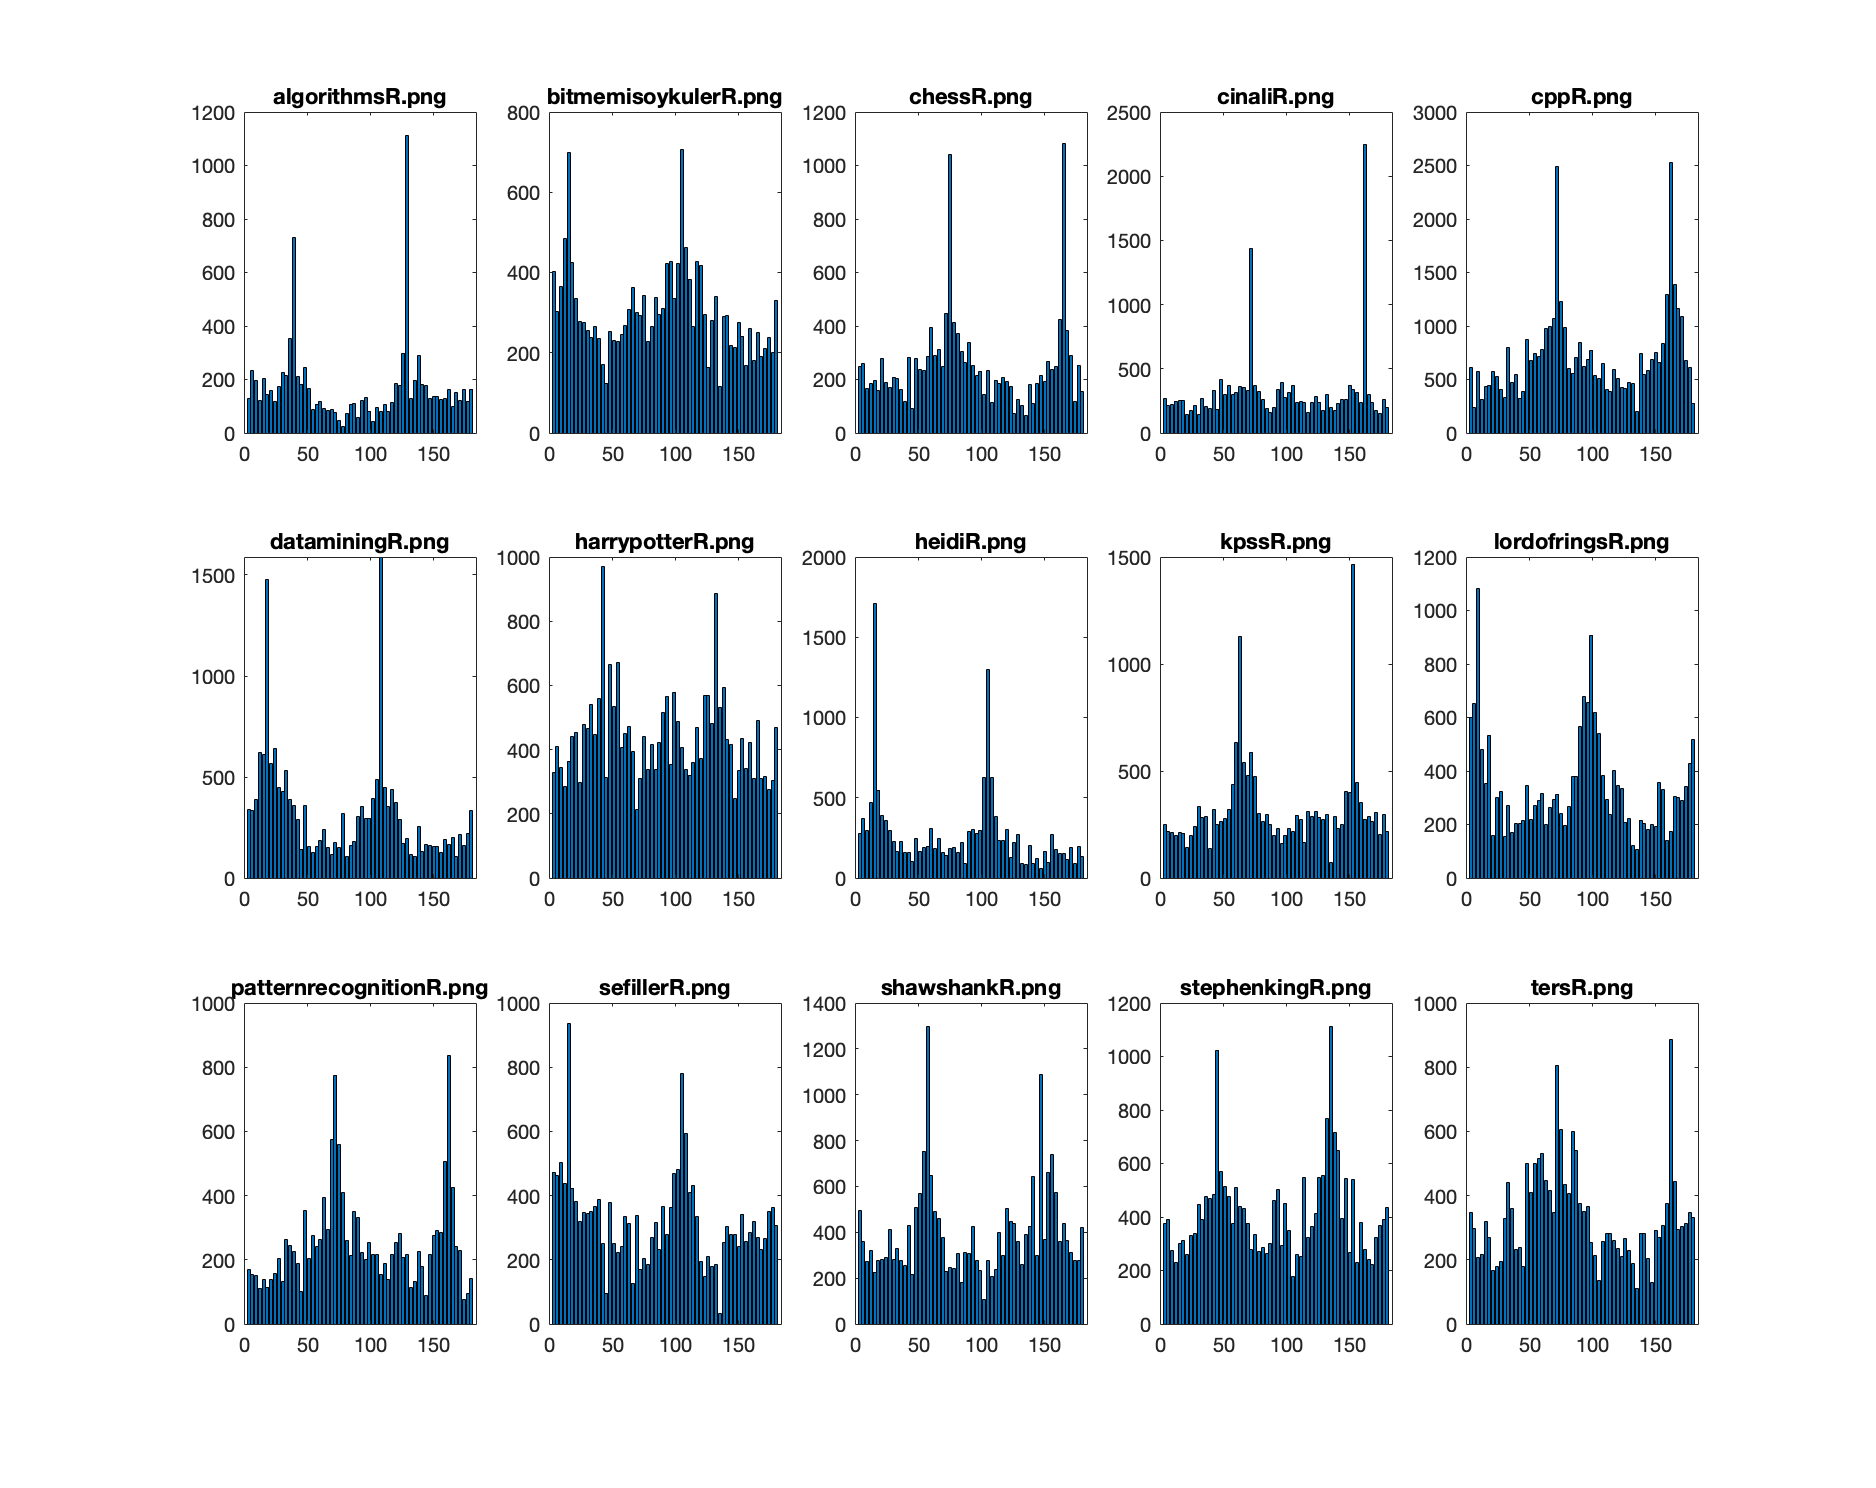 algorithmsR.png bitmemisoykulerR.png chessR.png cinaliR.png cppR.png
1200 800 1200 2500 3000
1000 600 1000 2000 2500
800 400 800 1500 2000
600 200 600 1000 1500
400 0 400 500 1000
200 200 0 500
0 0 0
0 50 100 150 0 50 100 150 0 50 100 150 0 50 100 150 0 50 100 150
dataminingR.png harrypotterR.png heidiR.png kpssR.png lordofringsR.png
1500 1000 2000 1500 1200
1000 800 1500 1000 1000
500 600 1000 500 800
0 400 500 0 600
200 0 400
0 200
0
0 50 100 150 0 50 100 150 0 50 100 150 0 50 100 150 0 50 100 150
patternrecognitionR.png sefillerR.png shawshankR.png stephenkingR.png tersR.png
1000 1000 1400 1200 1000
800 800 1200 1000 800
600 600 1000 800 600
400 400 800 600 400
200 200 600 400 200
0 0 400 200 0
200 0
0
0 50 100 150 0 50 100 150 0 50 100 150 0 50 100 150 0 50 100 150